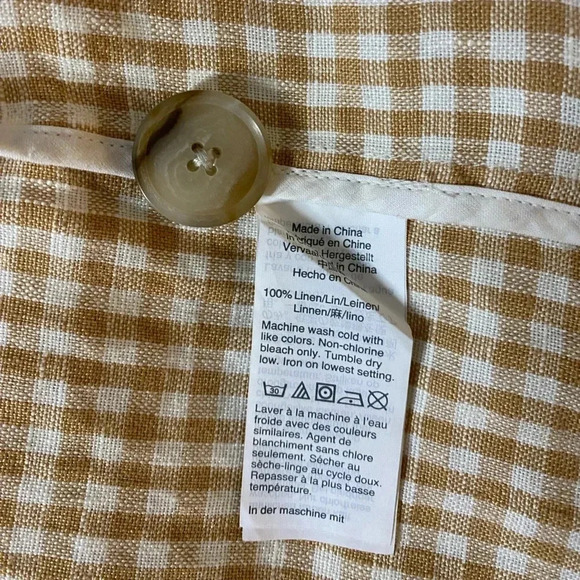 Made in China
en Chine
Hergestellt
in China
Hecho en
100% Linen/Lin/Leinen/
Linnen/麻/lino
Machine wash cold with
like colors. Non-chlorine
bleach only. Tumble dry
low. Iron on lowest setting.
30
Laver à la machine à l'eau
froide avec des couleurs
similaires. Agent de
blanchiment sans chlore
seulement. Sécher au
sèche-linge au cycle doux.
Repasser à la plus basse
température.
In der maschine mit